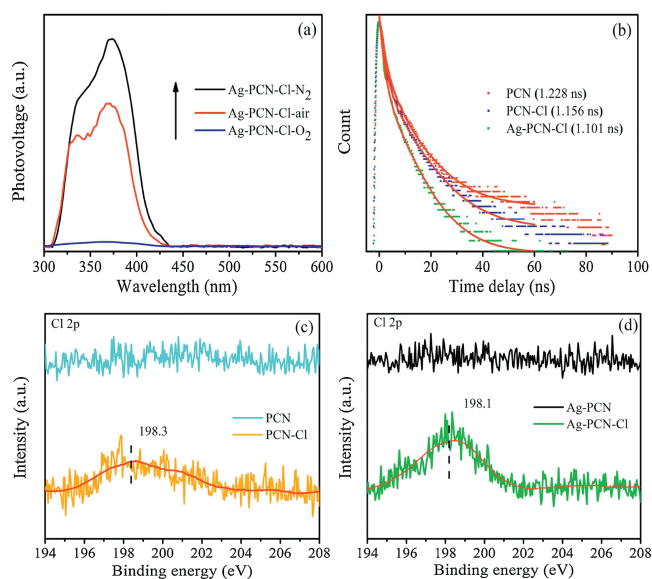 (a)
Ag-PCN-Cl-N2
Ag-PCN-Cl-air
Ag-PCN-Cl-O2
Photovoltage (a.u.)
300 350 400 450 500 550 600
Wavelength (nm)
(b)
PCN (1.228 ns)
PCN-Cl (1.156 ns)
Ag-PCN-Cl (1.101 ns)
Count
0 20 40 60 80 100
Time delay (ns)
Cl 2p
(c)
198.3
PCN
PCN-Cl
Intensity (a.u.)
194 196 198 200 202 204 206 208
Binding energy (eV)
Cl 2p
(d)
198.1
Ag-PCN
Ag-PCN-Cl
Intensity (a.u.)
194 196 198 200 202 204 206 208
Binding energy (eV)